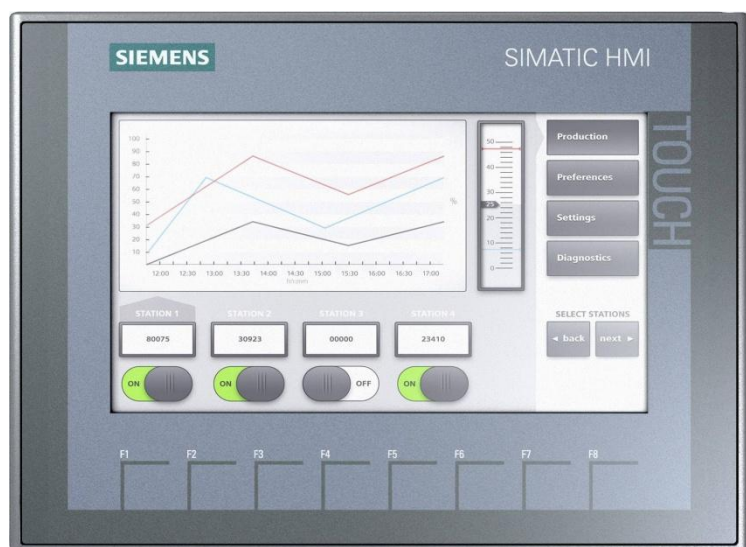 SIEMENS
SIMATIC HMI
TOUCH
100
90
80
70
60
50
40
30
20
10
%
12:00 12:30 13:00 13:30 14:00 14:30 15:00 15:30 16:00 16:30 17:00
50
40
30
25
20
10
0
Production
Preferences
Settings
Diagnostics
STATION 1 STATION 2 STATION 3 STATION 4
80075 30923 00000 23410
ON ON OFF ON
SELECT STATIONS
◄ back next ►
F1 F2 F3 F4 F5 F6 F7 F8